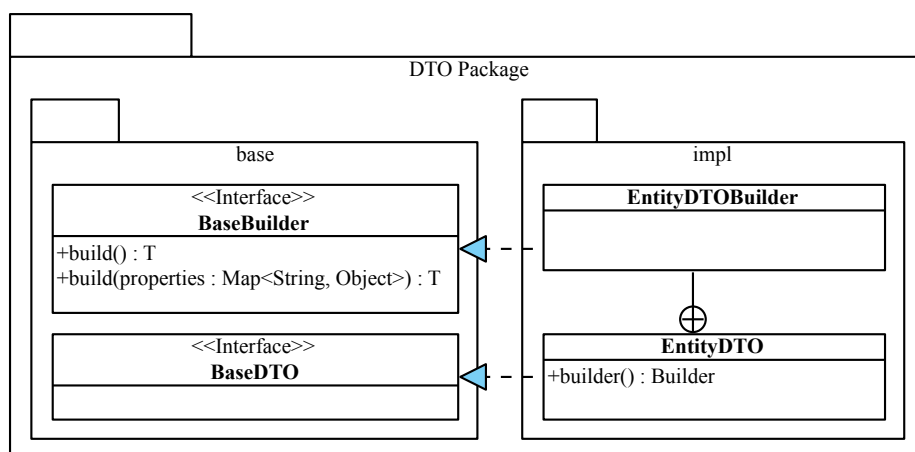 DTO Package
base
<<Interface>>
BaseBuilder
+build() : T
+build(properties : Map<String, Object>) : T
<<Interface>>
BaseDTO
impl
EntityDTOBuilder
EntityDTO
+builder() : Builder